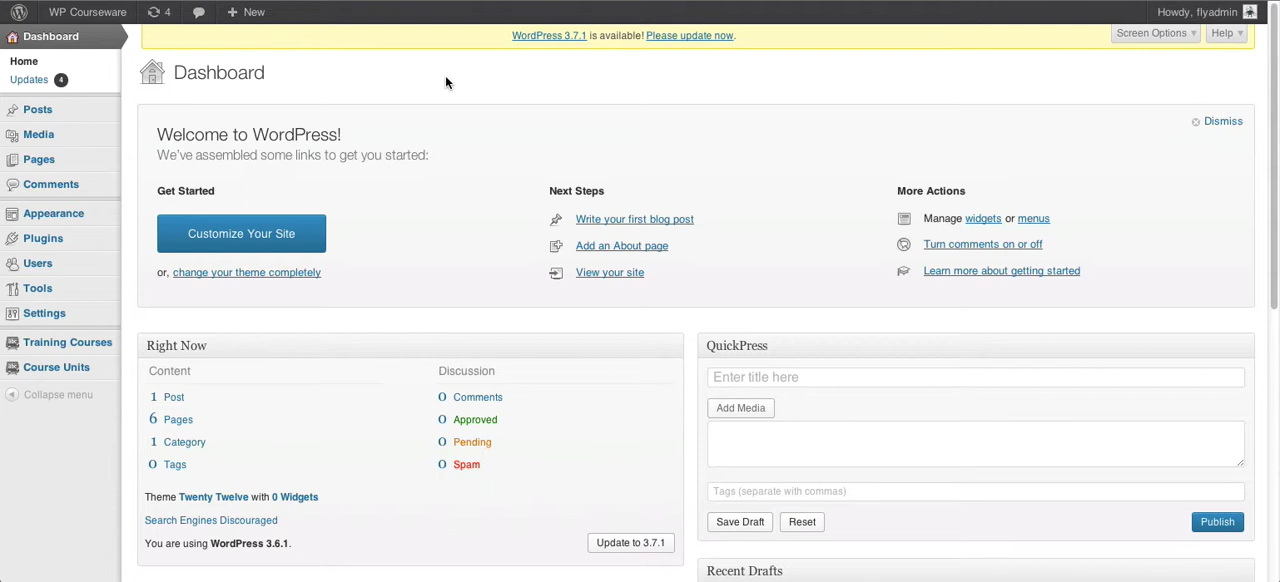 WP Courseware 4 New Howdy, flyadmin
Dashboard
Home
Updates 4
Posts
Media
Pages
Comments
Appearance
Plugins
Users
Tools
Settings
Training Courses
Course Units
Collapse menu
WordPress 3.7.1 is available! Please update now.
Screen Options Help
Dashboard
Dismiss
Welcome to WordPress!
We've assembled some links to get you started:
Get Started
Customize Your Site
or, change your theme completely
Next Steps
Write your first blog post
Add an About page
View your site
More Actions
Manage widgets or menus
Turn comments on or off
Learn more about getting started
Right Now
Content Discussion
1 Post 0 Comments
6 Pages 0 Approved
1 Category 0 Pending
0 Tags 0 Spam
Theme Twenty Twelve with 0 Widgets
Search Engines Discouraged
You are using WordPress 3.6.1. Update to 3.7.1
QuickPress
Enter title here
Add Media
Tags (separate with commas)
Save Draft Reset Publish
Recent Drafts